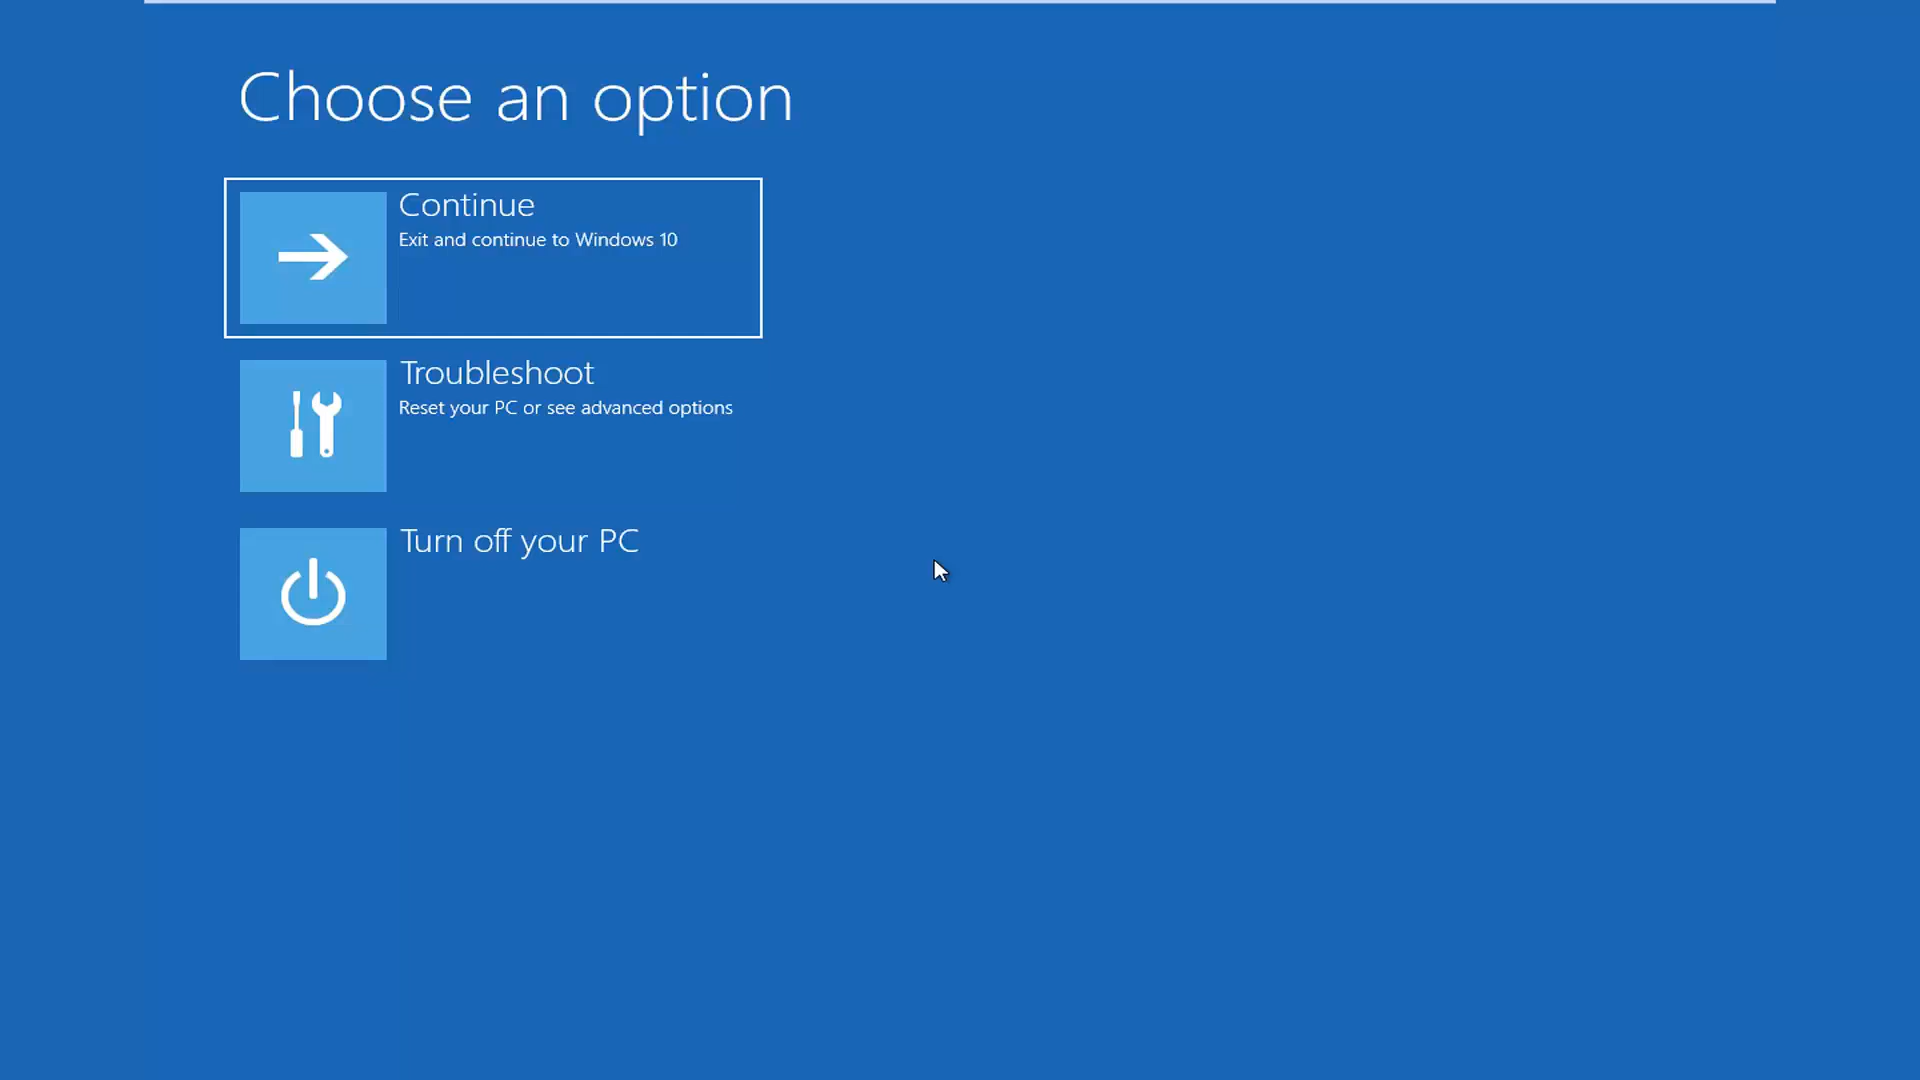 Choose an option
Continue
Exit and continue to Windows 10
Troubleshoot
Reset your PC or see advanced options
Turn off your PC